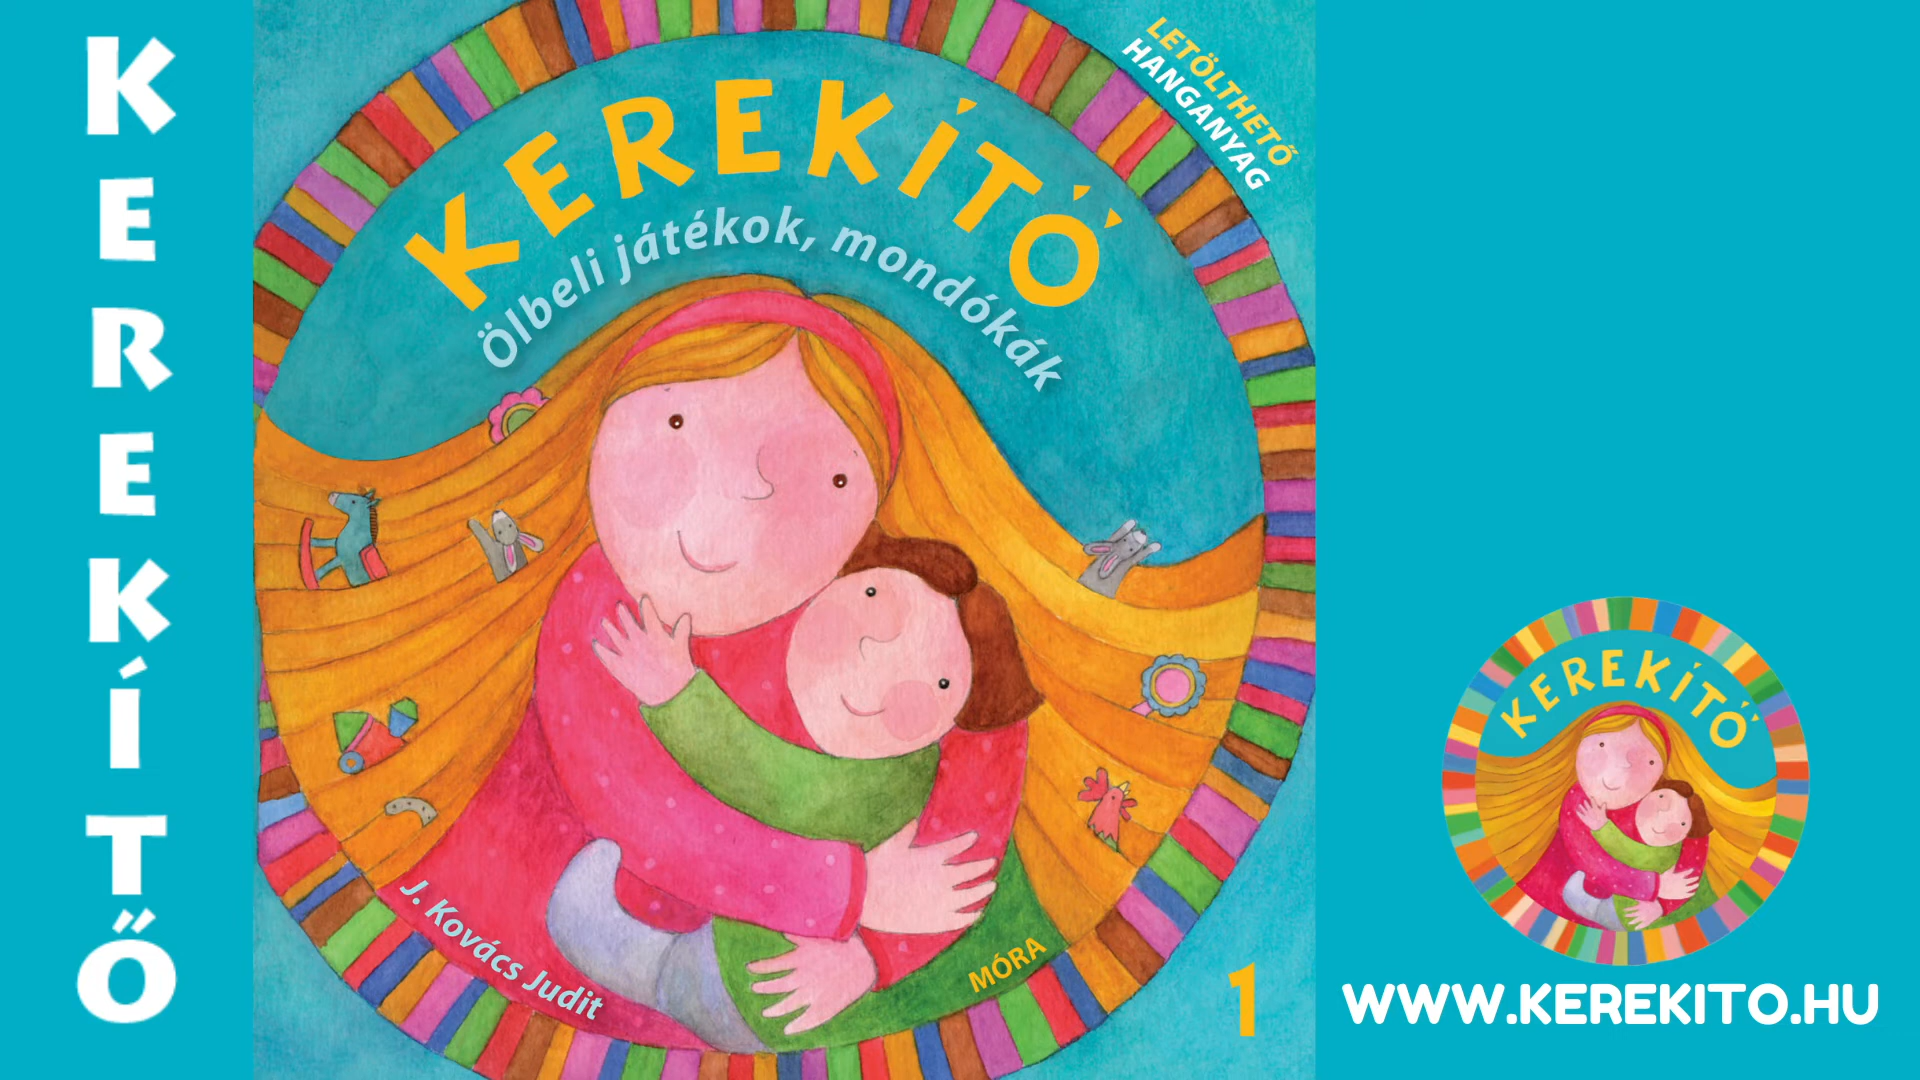 KEREKÍTŐ
KEREKÍTŐ
Ölbeli játékok, mondókák
LETÖLTHETŐ
HANGANYAG
J. Kovács Judit
MÓRA
1
KEREKÍTŐ
WWW.KEREKITO.HU